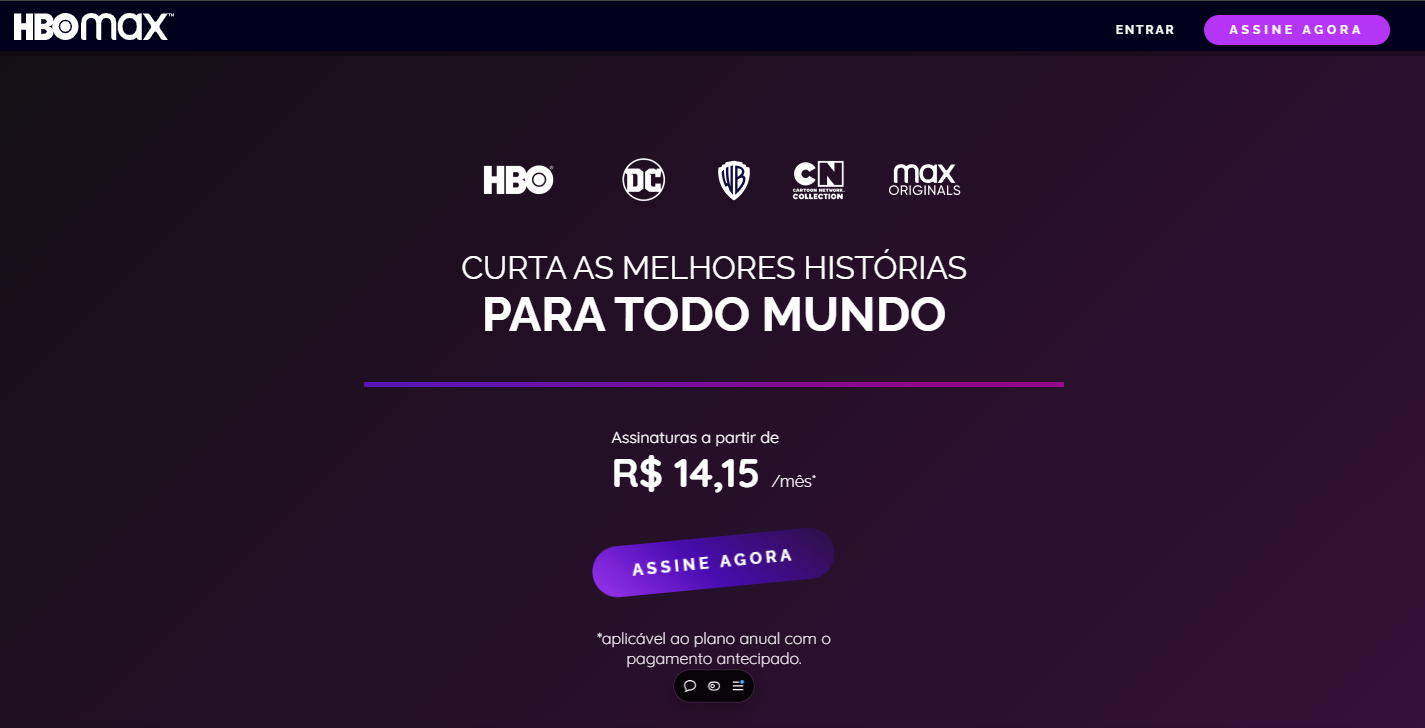 HBOMAX™
ENTRAR
ASSINE AGORA
HBO®
DC
WB
CN
CARTOON NETWORK
COLLECTION
max
ORIGINALS
CURTA AS MELHORES HISTÓRIAS
PARA TODO MUNDO
Assinaturas a partir de
R$ 14,15 /mês*
ASSINE AGORA
*aplicável ao plano anual com o
pagamento antecipado.